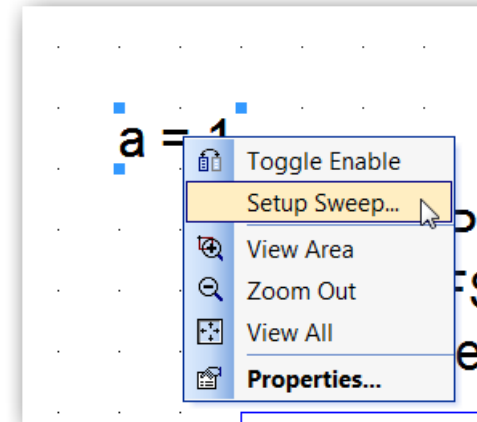 a = 1
Toggle Enable
Setup Sweep...
View Area
Zoom Out
View All
Properties...